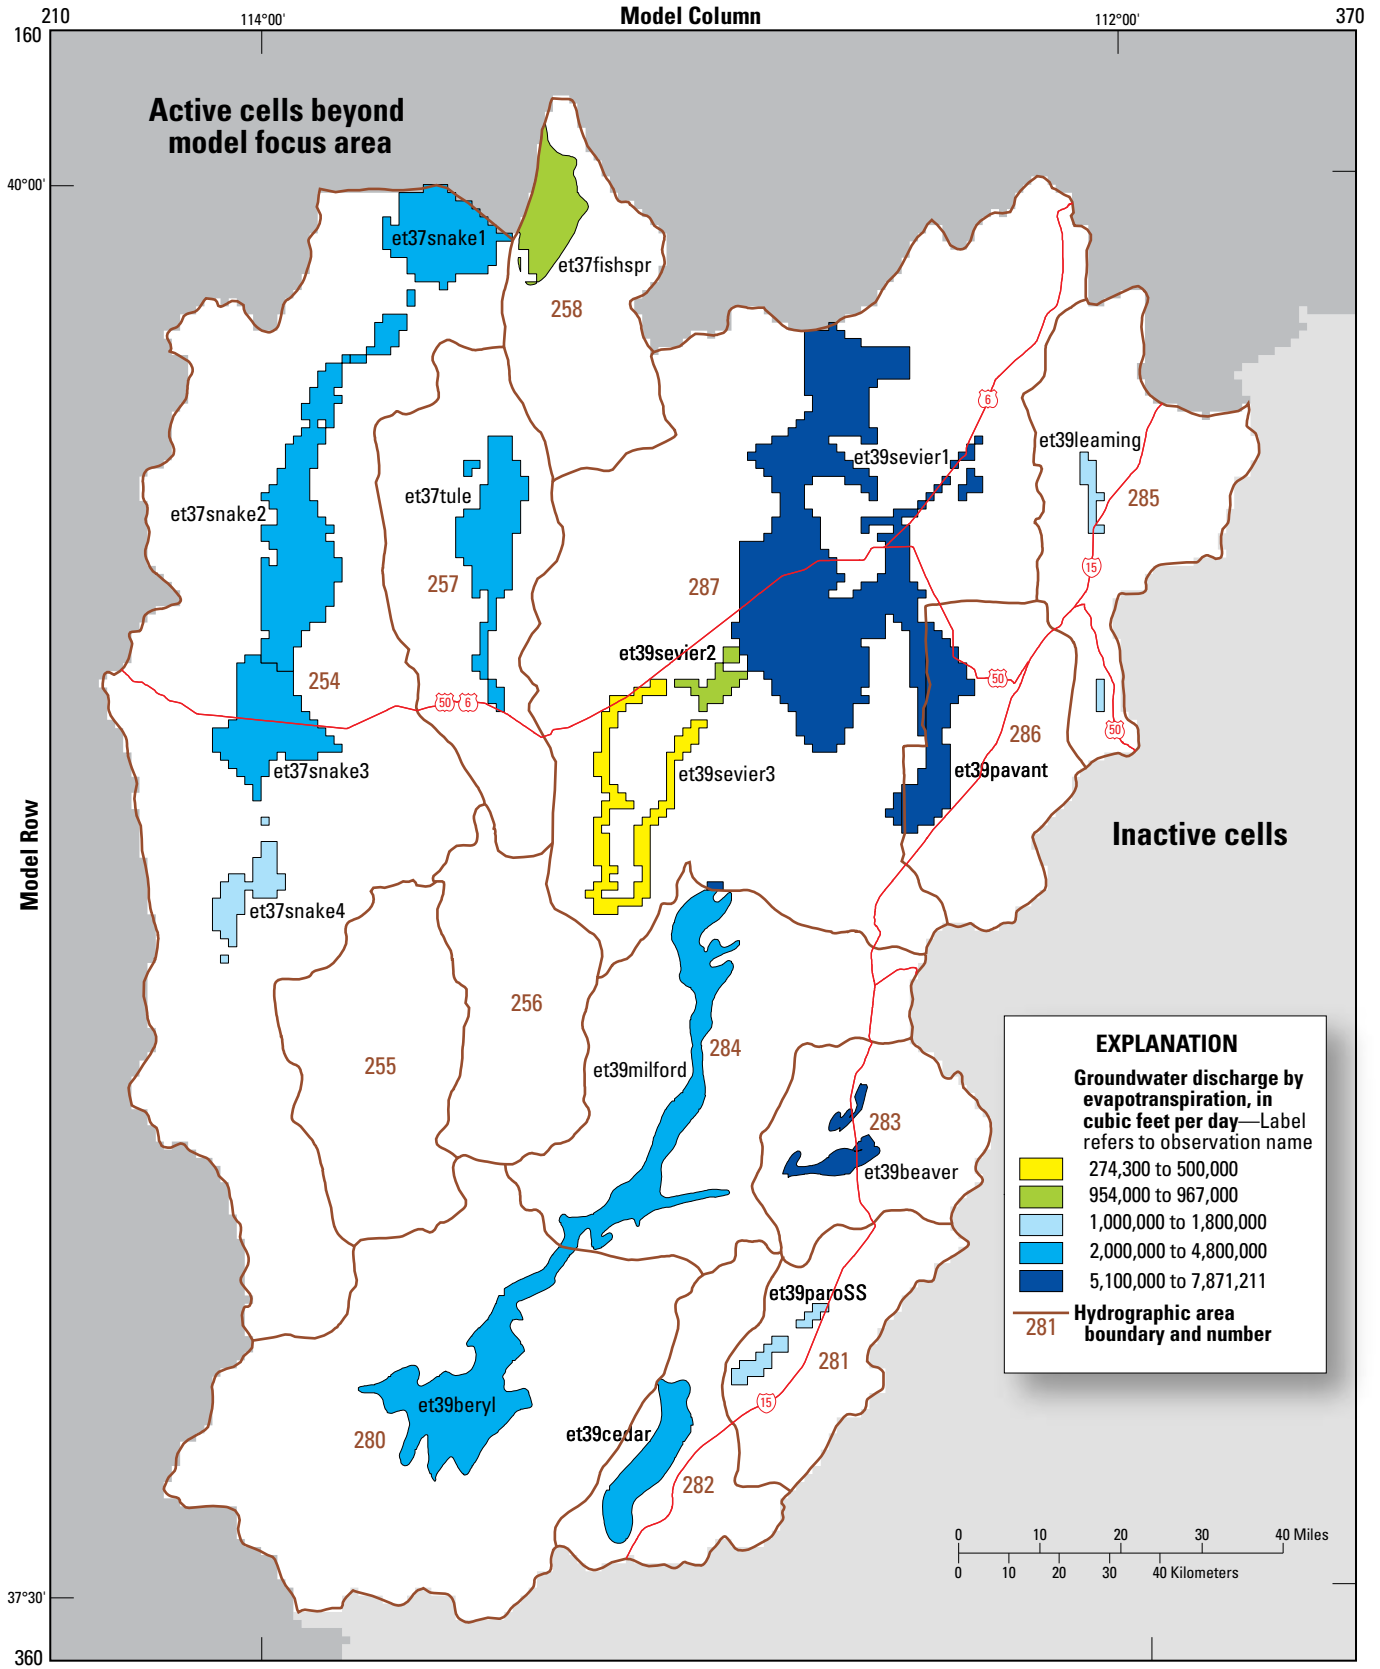 210
114°00'
Model Column
112°00'
370
160
Active cells beyond
model focus area
40°00'
et37snake1
et37fishspr
258
6
et39leaming
et39sevier1
et37tule
285
et37snake2
15
257
287
et39sevier2
254
50
50 6
286
50
et37snake3
et39sevier3
et39pavant
Model Row
Inactive cells
et37snake4
256
284
255
et39milford
283
et39beaver
EXPLANATION
Groundwater discharge by
evapotranspiration, in
cubic feet per day—Label
refers to observation name
274,300 to 500,000
954,000 to 967,000
1,000,000 to 1,800,000
2,000,000 to 4,800,000
5,100,000 to 7,871,211
281
Hydrographic area
boundary and number
et39paroSS
281
et39beryl
15
280
et39cedar
282
0 10 20 30 40 Miles
0 10 20 30 40 Kilometers
37°30'
360